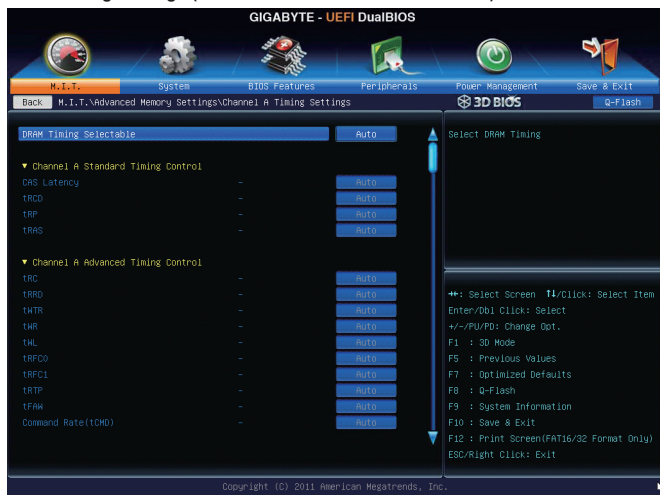 GIGABYTE - UEFI DualBIOS
M.I.T.
System
BIOS Features
Peripherals
Power Management
Save & Exit
Back M.I.T.\Advanced Memory Settings\Channel A Timing Settings
3D BIOS
Q-Flash
DRAM Timing Selectable Auto
▼ Channel A Standard Timing Control
CAS Latency - Auto
tRCD - Auto
tRP - Auto
tRAS - Auto
▼ Channel A Advanced Timing Control
tRC - Auto
tRRD - Auto
tWTR - Auto
tWR - Auto
tWL - Auto
tRFC0 - Auto
tRFC1 - Auto
tRTP - Auto
tFAW - Auto
Command Rate(tCMD) - Auto
Select DRAM Timing
→←: Select Screen ↑↓/Click: Select Item
Enter/Dbl Click: Select
+/-/PU/PD: Change Opt.
F1 : 3D Mode
F5 : Previous Values
F7 : Optimized Defaults
F8 : Q-Flash
F9 : System Information
F10 : Save & Exit
F12 : Print Screen(FAT16/32 Format Only)
ESC/Right Click: Exit
Copyright (C) 2011 American Megatrends, Inc.